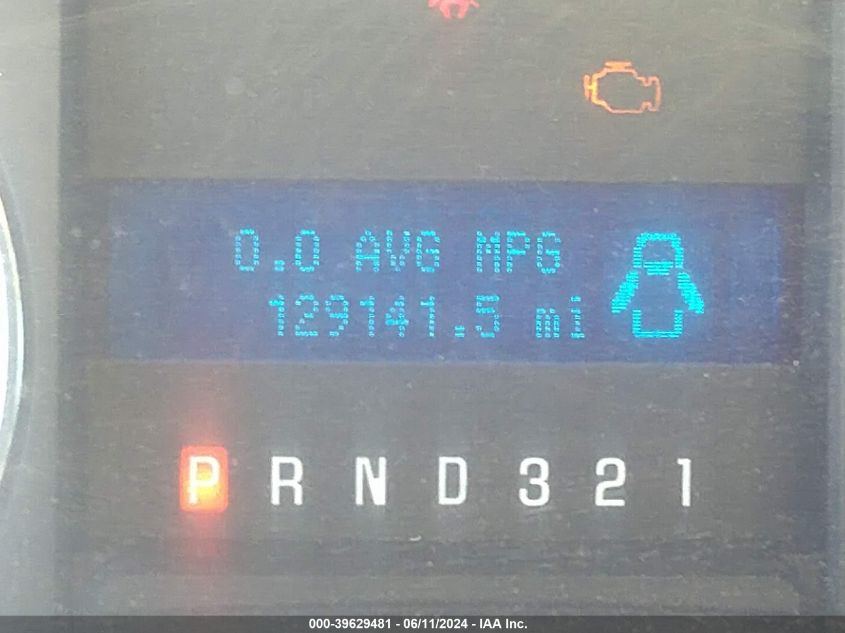 0.0 AVG MPG
129141.5 mi
P R N D 3 2 1
000-39629481 - 06/11/2024 - IAA Inc.